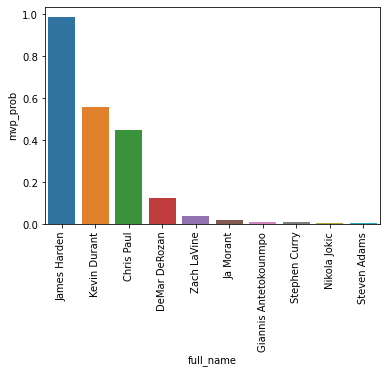 1.0
0.8
0.6
0.4
0.2
0.0
mvp_prob
James Harden
Kevin Durant
Chris Paul
DeMar DeRozan
Zach LaVine
Ja Morant
Giannis Antetokounmpo
Stephen Curry
Nikola Jokic
Steven Adams
full_name